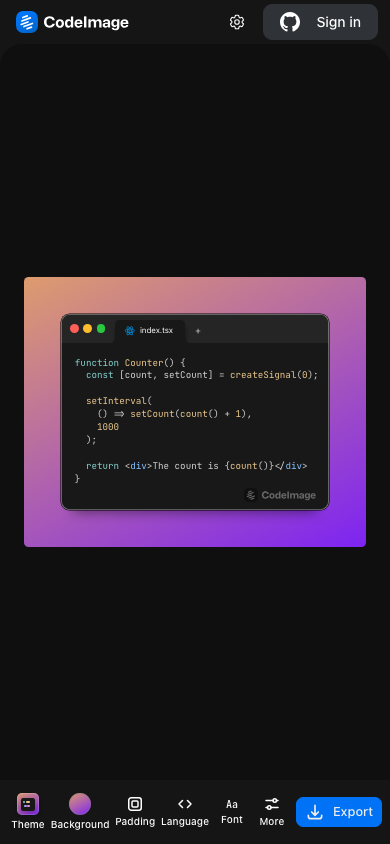 CodeImage
Sign in
index.tsx
+
function Counter() {
const [count, setCount] = createSignal(0);
setInterval(
() => setCount(count() + 1),
1000
);
return <div>The count is {count()}</div>
}
CodeImage
Theme
Background
Padding
Language
Aa
Font
More
Export